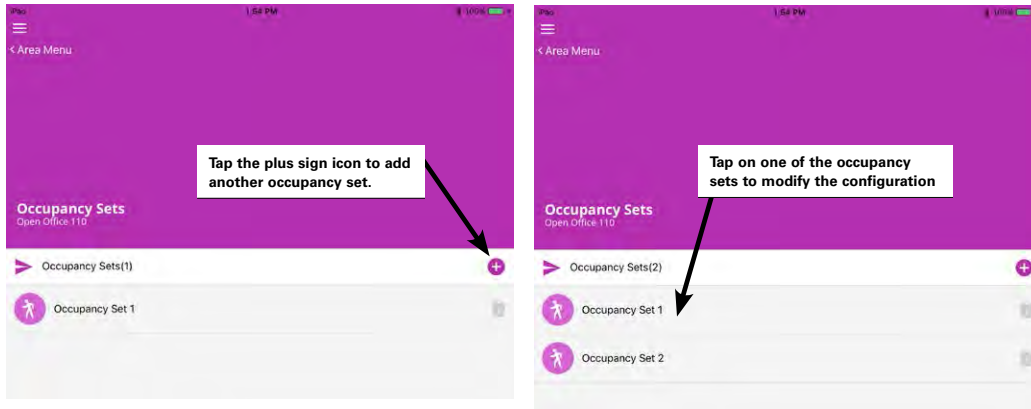 iPad
1:54 PM
100%
< Area Menu
Tap the plus sign icon to add
another occupancy set.
Occupancy Sets
Open Office 110
Occupancy Sets(1)
Occupancy Set 1
iPad
1:54 PM
100%
< Area Menu
Tap on one of the occupancy
sets to modify the configuration
Occupancy Sets
Open Office 110
Occupancy Sets(2)
Occupancy Set 1
Occupancy Set 2